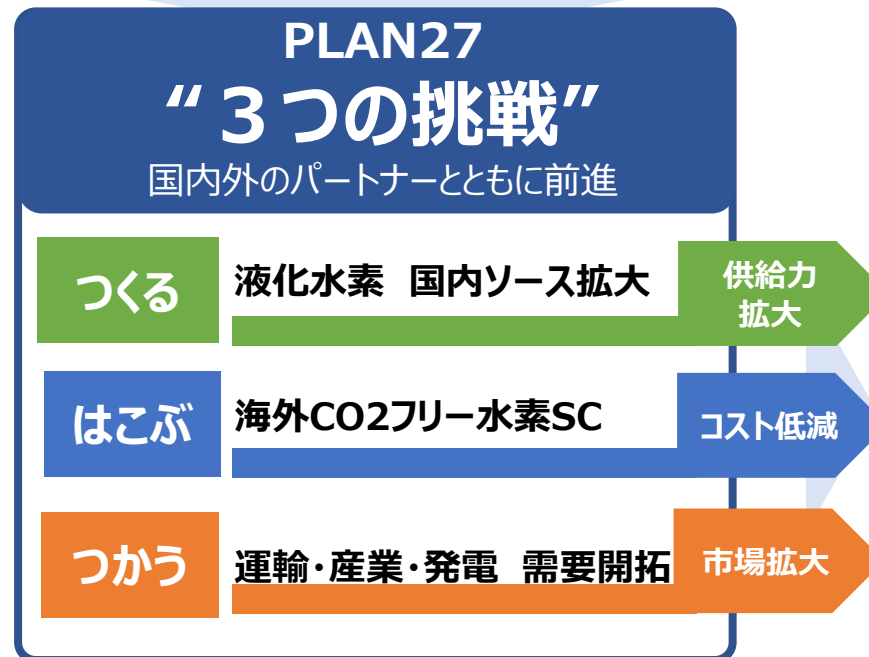 PLAN27
“３つの挑戦”
国内外のパートナーとともに前進
つくる
液化水素 国内ソース拡大
供給力
拡大
はこぶ
海外CO2フリー水素SC
コスト低減
つかう
運輸・産業・発電 需要開拓
市場拡大